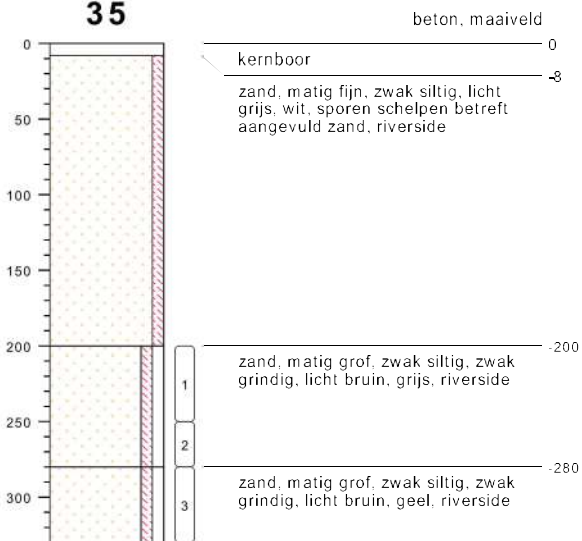 35
beton, maaiveld
0
0
kernboor
-8
zand, matig fijn, zwak siltig, licht
grijs, wit, sporen schelpen betreft
aangevuld zand, riverside
50
100
150
200
-200
zand, matig grof, zwak siltig, zwak
grindig, licht bruin, grijs, riverside
1
250
2
-280
zand, matig grof, zwak siltig, zwak
grindig, licht bruin, geel, riverside
300
3